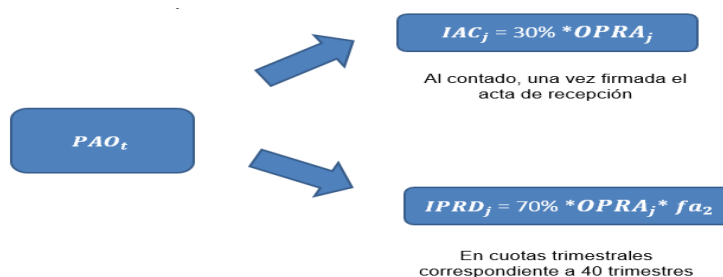 IAC_j = 30% *OPRA_j
Al contado, una vez firmada el
acta de recepción
PAO_t
IPRD_j = 70% *OPRA_j* fa_2
En cuotas trimestrales
correspondiente a 40 trimestres